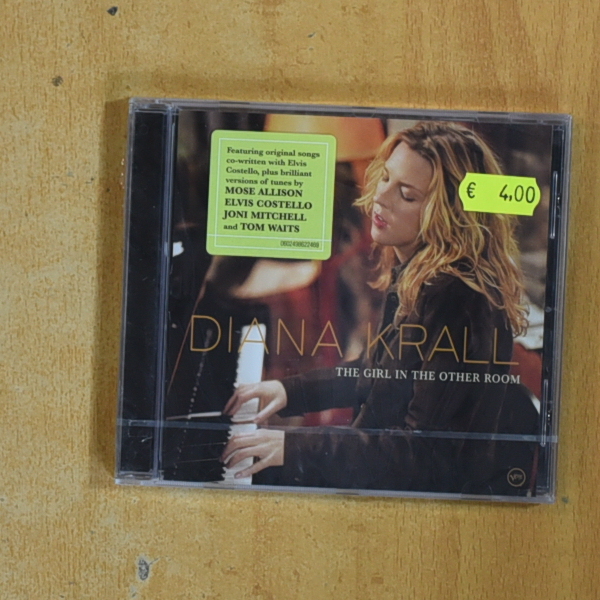 Featuring original songs
co-written with Elvis
Costello, plus brilliant
versions of tunes by
MOSE ALLISON
ELVIS COSTELLO
JONI MITCHELL
and TOM WAITS
0602498622468
€ 4,00
DIANA KRALL
THE GIRL IN THE OTHER ROOM